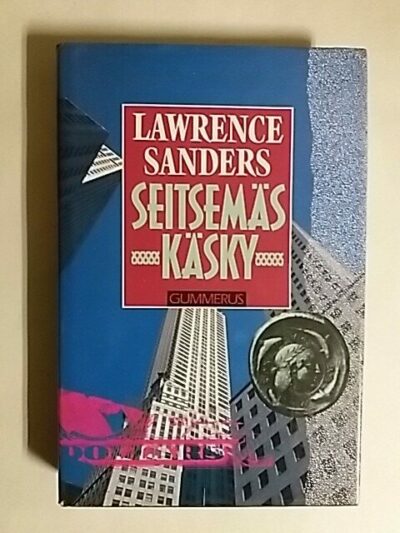 LAWRENCE
SANDERS
SEITSEMÄS
KÄSKY
GUMMERUS